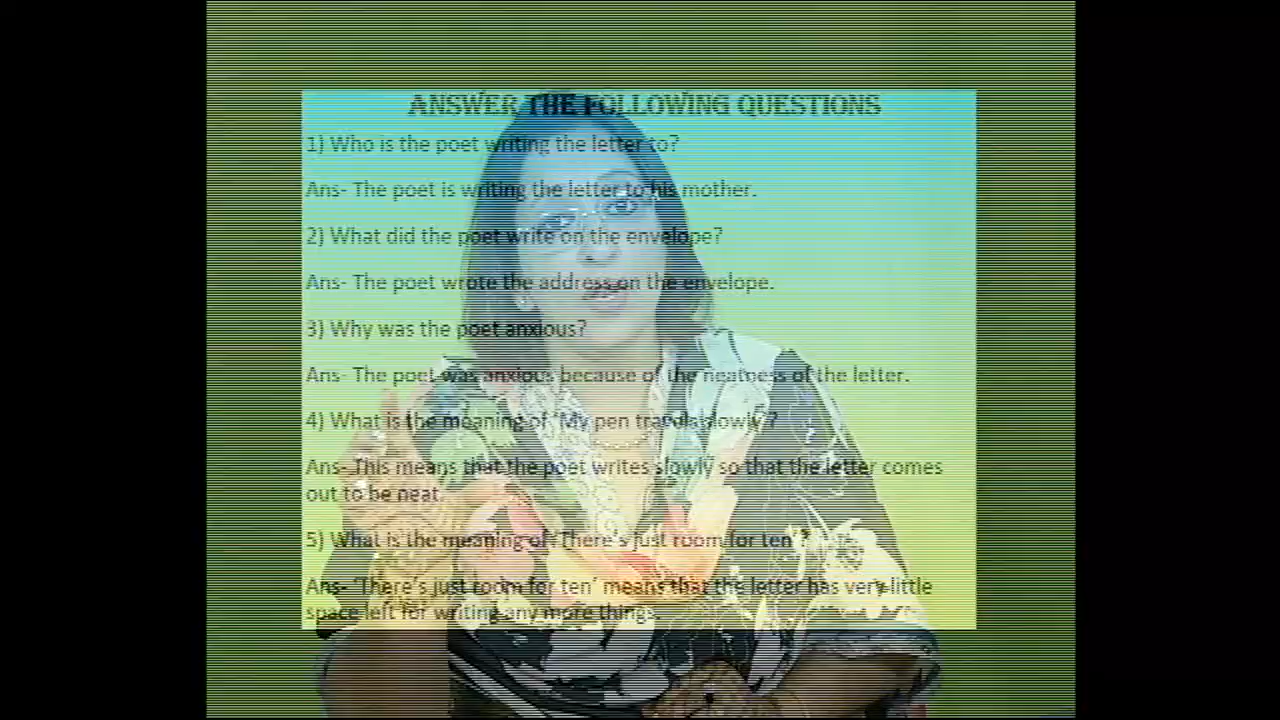 ANSWER THE FOLLOWING QUESTIONS
1) Who is the poet writing the letter to?
Ans- The poet is writing the letter to his mother.
2) What did the poet write on the envelope?
Ans- The poet wrote the address on the envelope.
3) Why was the poet anxious?
Ans- The poet was anxious because of the neatness of the letter.
4) What is the meaning of 'My pen travels slowly'?
Ans- This means that the poet writes slowly so that the letter comes
out to be neat.
5) What is the meaning of 'There's just room for ten'?
Ans- 'There's just room for ten' means that the letter has very little
space left for writing any more things.